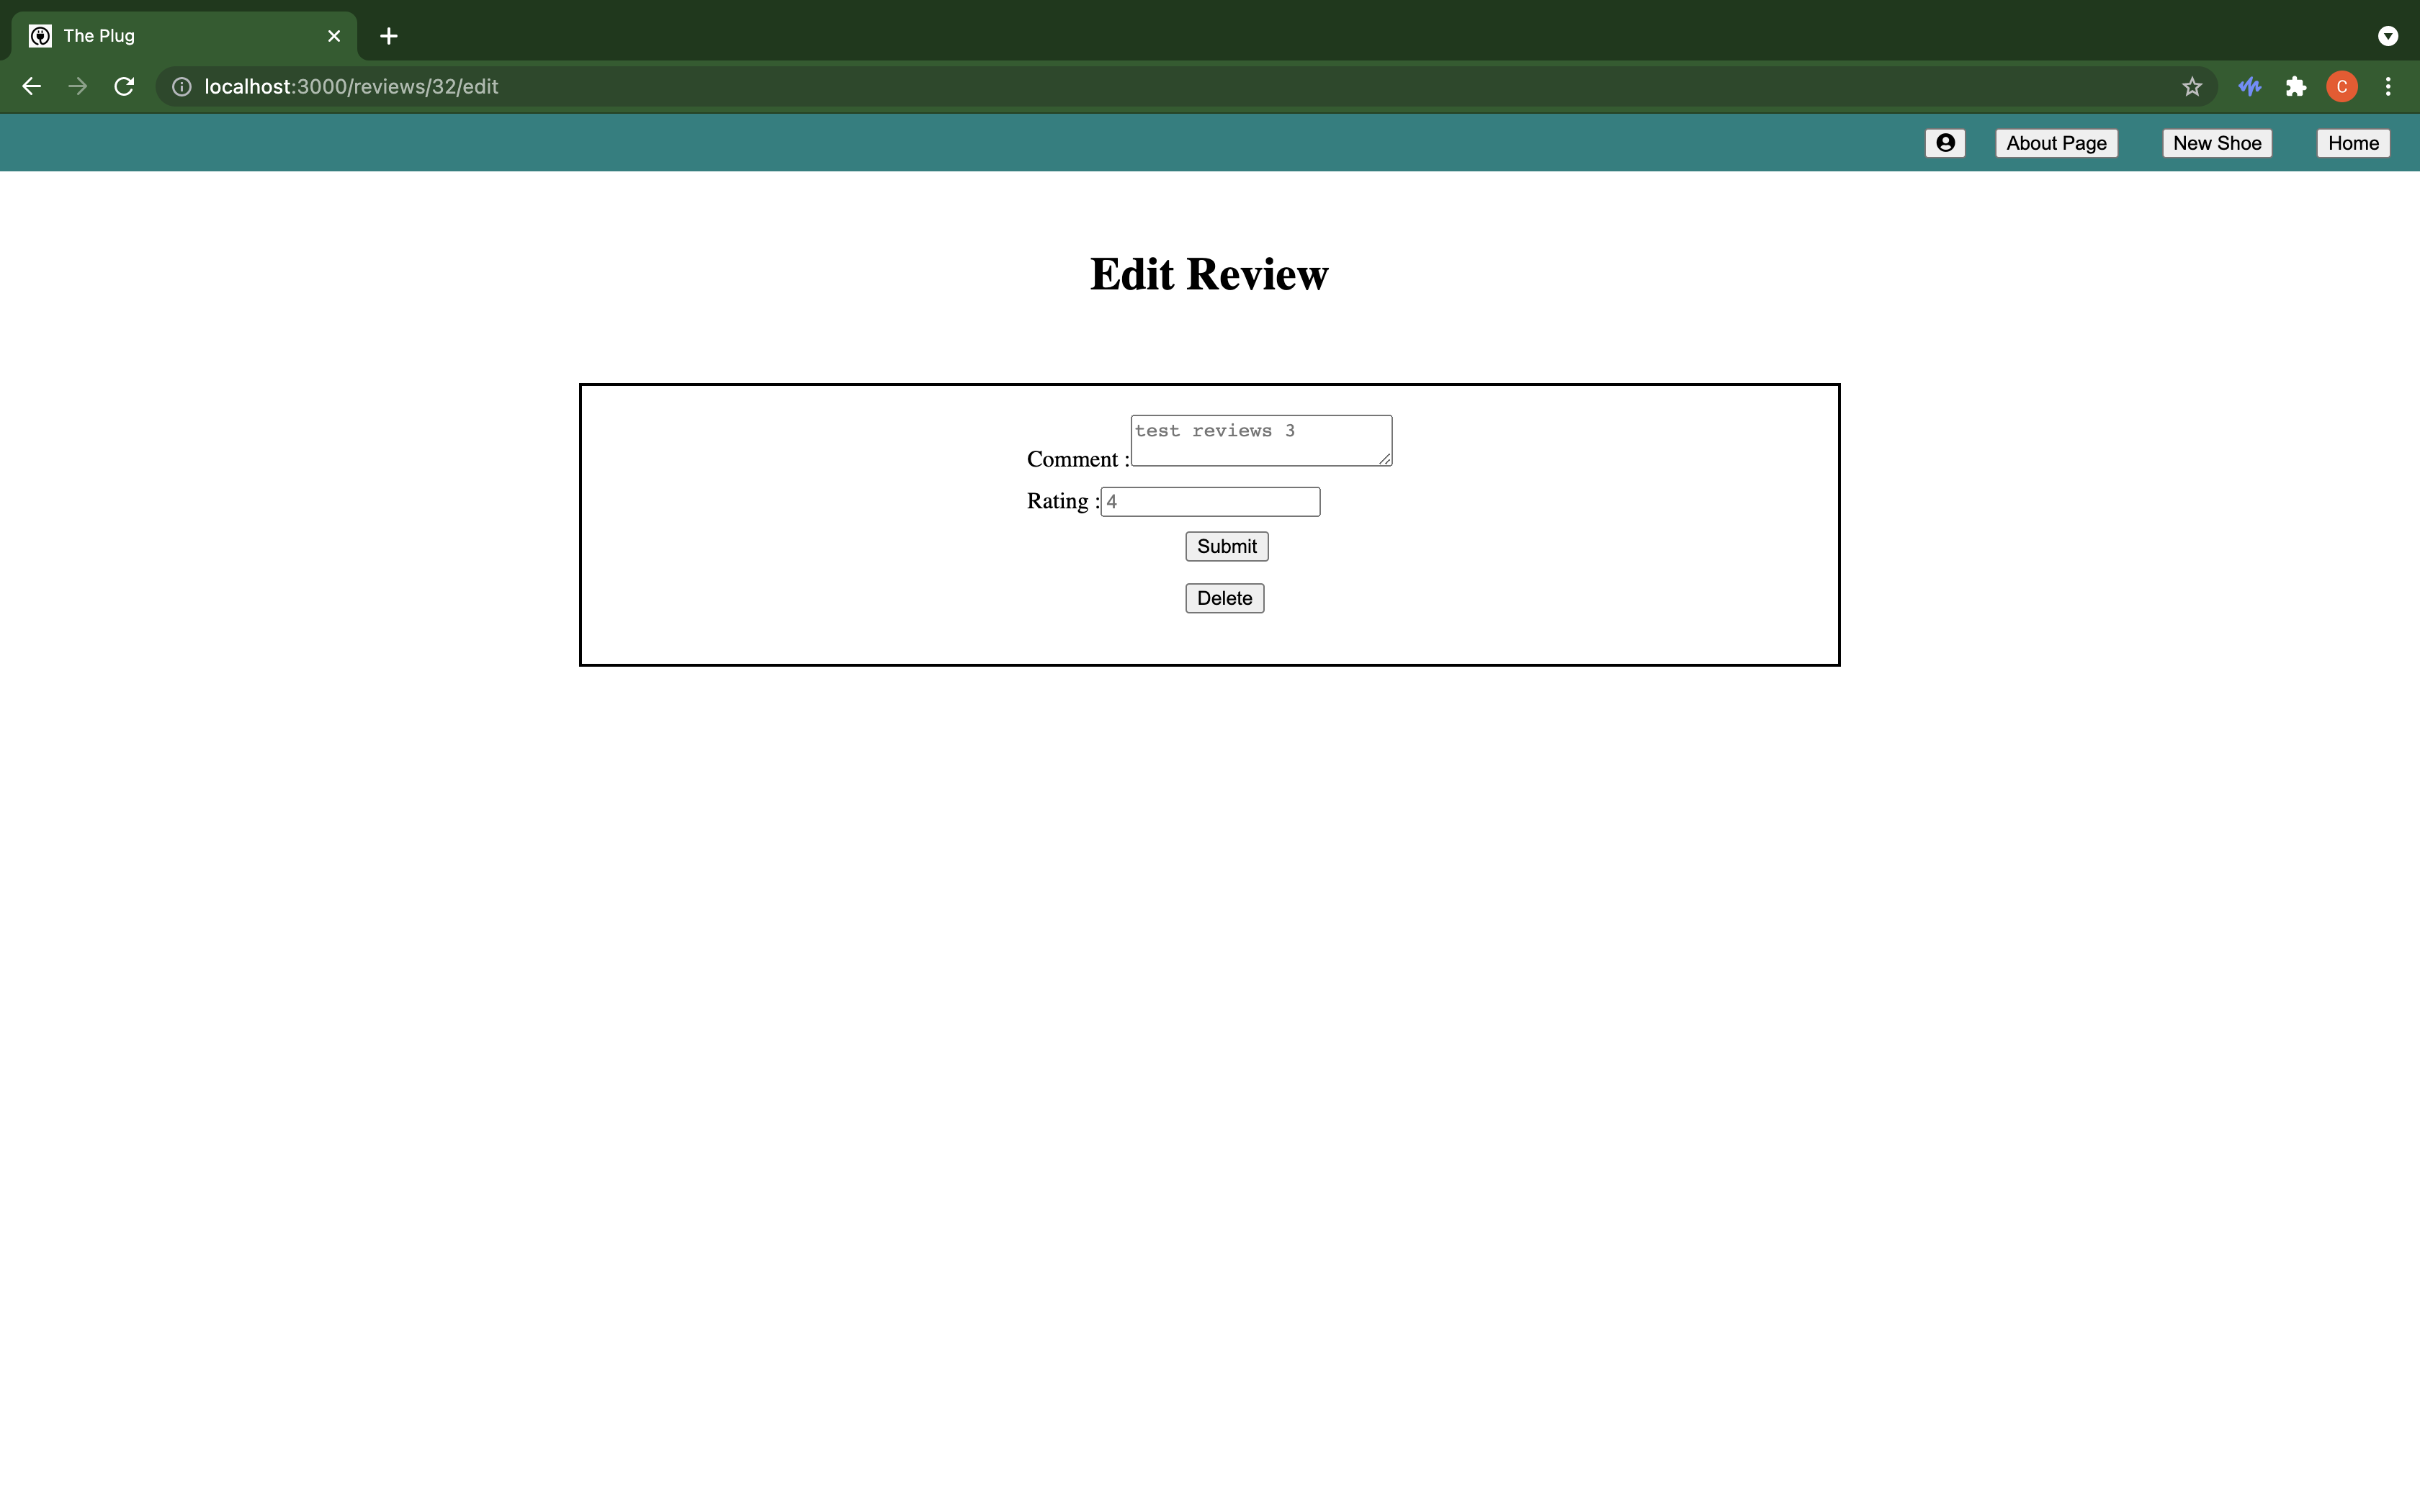 The Plug
localhost:3000/reviews/32/edit
C
About Page New Shoe Home
Edit Review
test reviews 3
Comment :
Rating : 4
Submit
Delete